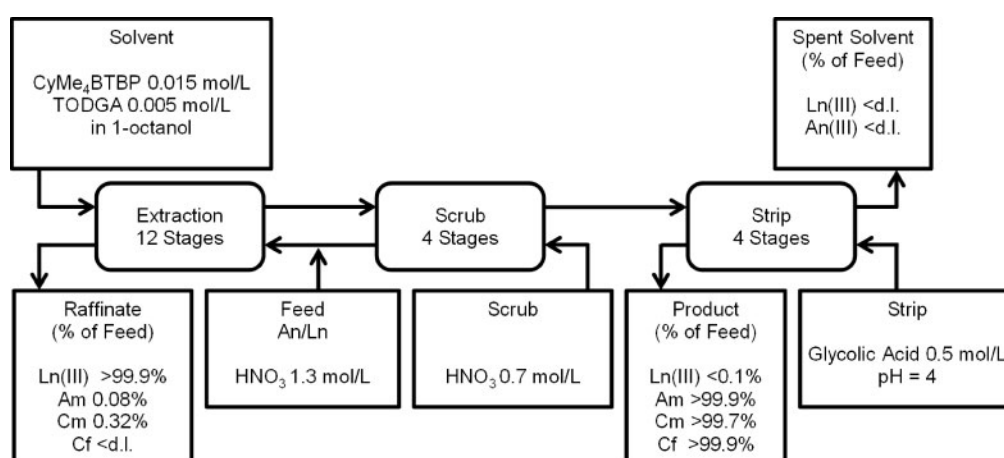 Solvent
CyMe₄BTBP 0.015 mol/L
TODGA 0.005 mol/L
in 1-octanol
Spent Solvent
(% of Feed)
Ln(III) <d.l.
An(III) <d.l.
Extraction
12 Stages
Scrub
4 Stages
Strip
4 Stages
Raffinate
(% of Feed)
Ln(III) >99.9%
Am 0.08%
Cm 0.32%
Cf <d.l.
Feed
An/Ln
HNO₃ 1.3 mol/L
Scrub
HNO₃ 0.7 mol/L
Product
(% of Feed)
Ln(III) <0.1%
Am >99.9%
Cm >99.7%
Cf >99.9%
Strip
Glycolic Acid 0.5 mol/L
pH = 4